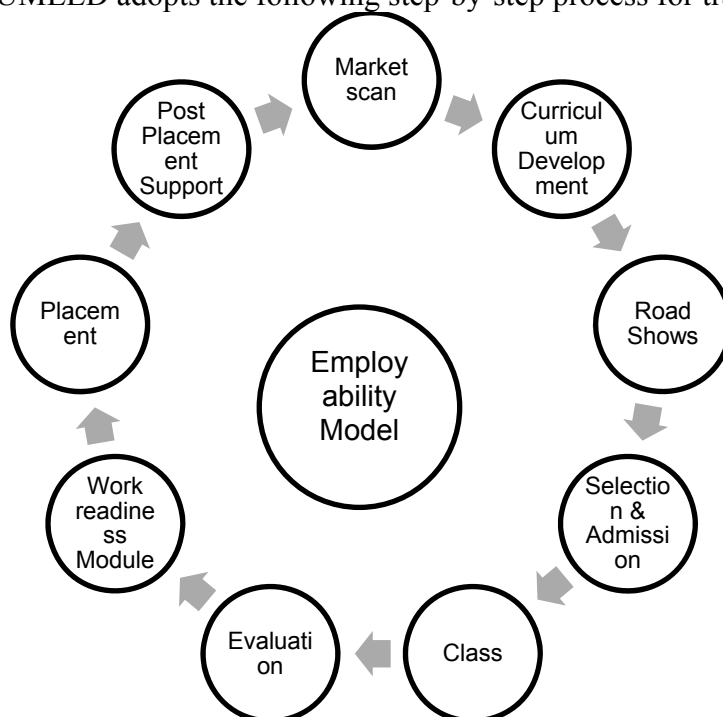 UMEED adopts the following step-by-step process for
Market
scan
Curricul
um
Develop
ment
Road
Shows
Selectio
n &
Admissi
on
Class
Evaluati
on
Work
readine
ss
Module
Placem
ent
Post
Placem
ent
Support
Employ
ability
Model